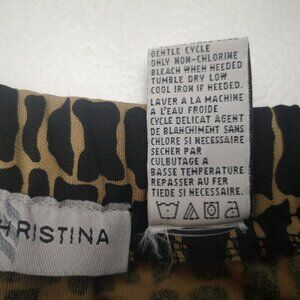 GENTLE CYCLE
ONLY NON-CHLORINE
BLEACH WHEN NEEDED
TUMBLE DRY LOW
COOL IRON IF NEEDED.
LAVER A LA MACHINE
A L'EAU FROIDE
CYCLE DELICAT AGENT
DE BLANCHIMENT SANS
CHLORE SI NECESSAIRE
SECHER PAR
CULBUTAGE A
BASSE TEMPERATURE
REPASSER AU FER
TIEDE SI NECESSAIRE.
HRISTINA